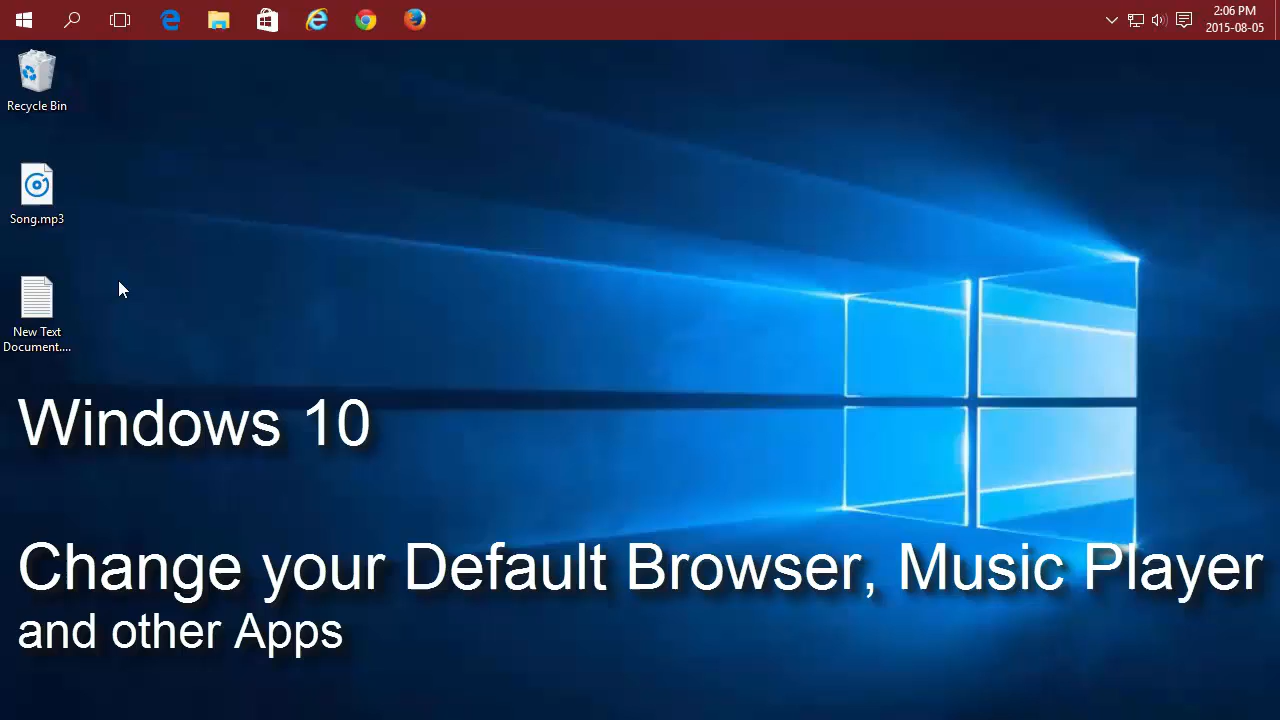 2:06 PM
2015-08-05
Recycle Bin
Song.mp3
New Text
Document....
Windows 10
Change your Default Browser, Music Player
and other Apps